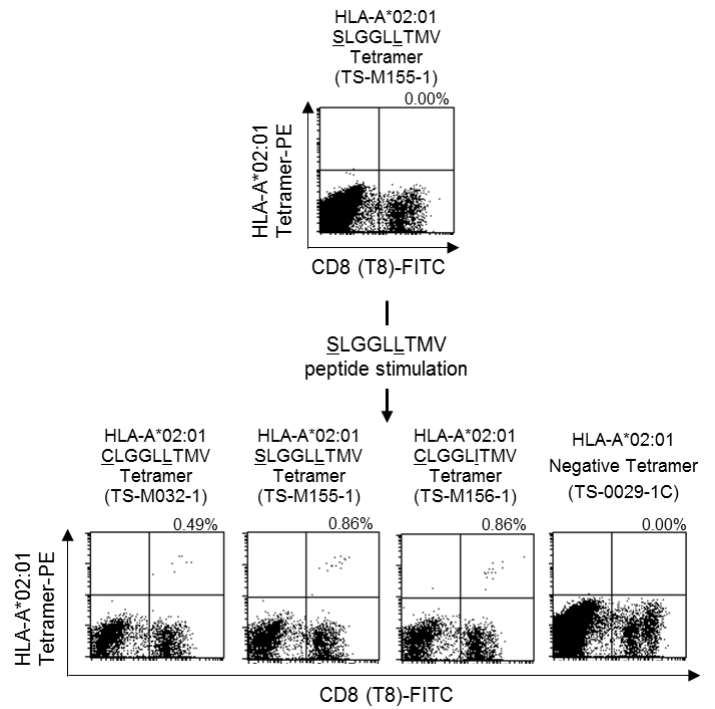 HLA-A*02:01
SLGGLLTMV
Tetramer
(TS-M155-1)
0.00%
HLA-A*02:01
Tetramer-PE
CD8 (T8)-FITC
SLGGLLTMV
peptide stimulation
HLA-A*02:01
CLGGLLTMV
Tetramer
(TS-M032-1)
0.49%
HLA-A*02:01
SLGGLLTMV
Tetramer
(TS-M155-1)
0.86%
HLA-A*02:01
CLGGLITMV
Tetramer
(TS-M156-1)
0.86%
HLA-A*02:01
Negative Tetramer
(TS-0029-1C)
0.00%
HLA-A*02:01
Tetramer-PE
CD8 (T8)-FITC